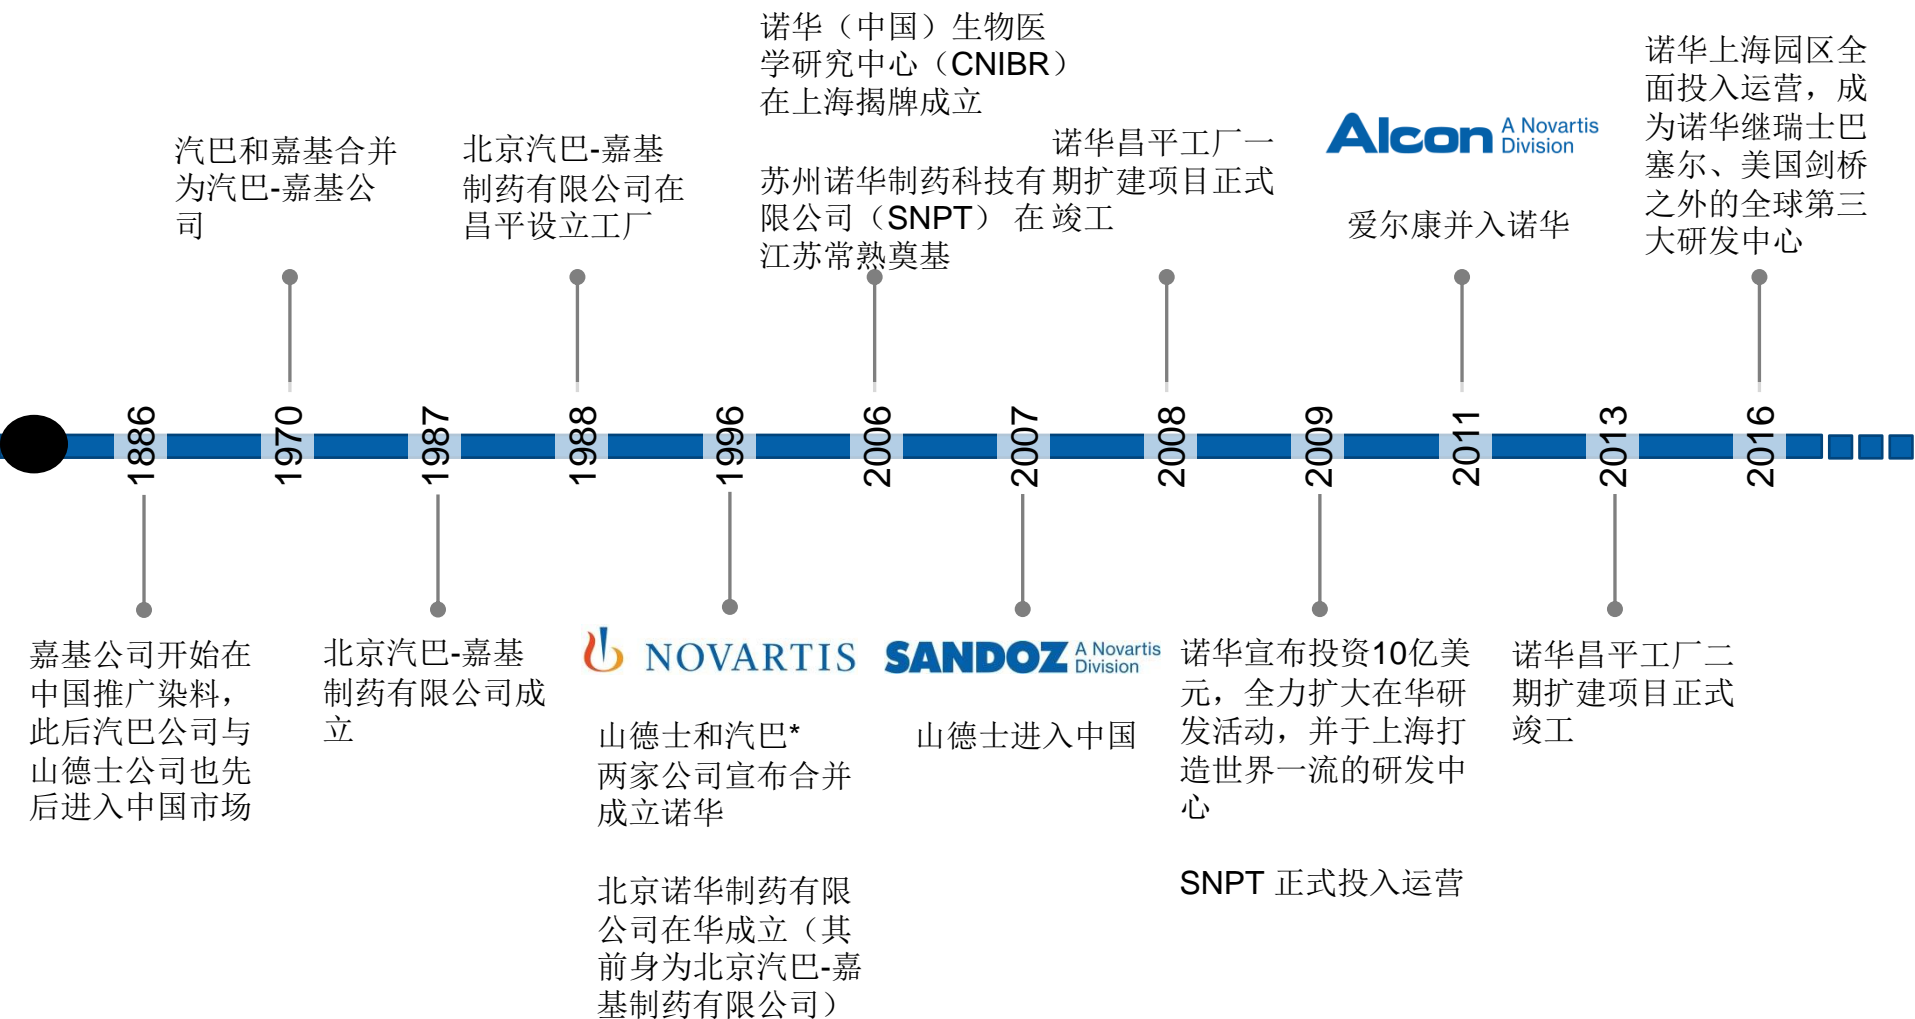 诺华（中国）生物医
学研究中心（CNIBR）
在上海揭牌成立
苏州诺华制药科技有
限公司（SNPT） 在
江苏常熟奠基
汽巴和嘉基合并
为汽巴-嘉基公
司
北京汽巴-嘉基
制药有限公司在
昌平设立工厂
诺华昌平工厂一
期扩建项目正式
竣工
Alcon A Novartis
Division
爱尔康并入诺华
诺华上海园区全
面投入运营，成
为诺华继瑞士巴
塞尔、美国剑桥
之外的全球第三
大研发中心
1886
1970
1987
1988
1996
2006
2007
2008
2009
2011
2013
2016
嘉基公司开始在
中国推广染料，
此后汽巴公司与
山德士公司也先
后进入中国市场
北京汽巴-嘉基
制药有限公司成
立
NOVARTIS
山德士和汽巴*
两家公司宣布合并
成立诺华
北京诺华制药有限
公司在华成立（其
前身为北京汽巴-嘉
基制药有限公司）
SANDOZ A Novartis
Division
山德士进入中国
诺华宣布投资10亿美
元，全力扩大在华研
发活动，并于上海打
造世界一流的研发中
心
SNPT 正式投入运营
诺华昌平工厂二
期扩建项目正式
竣工